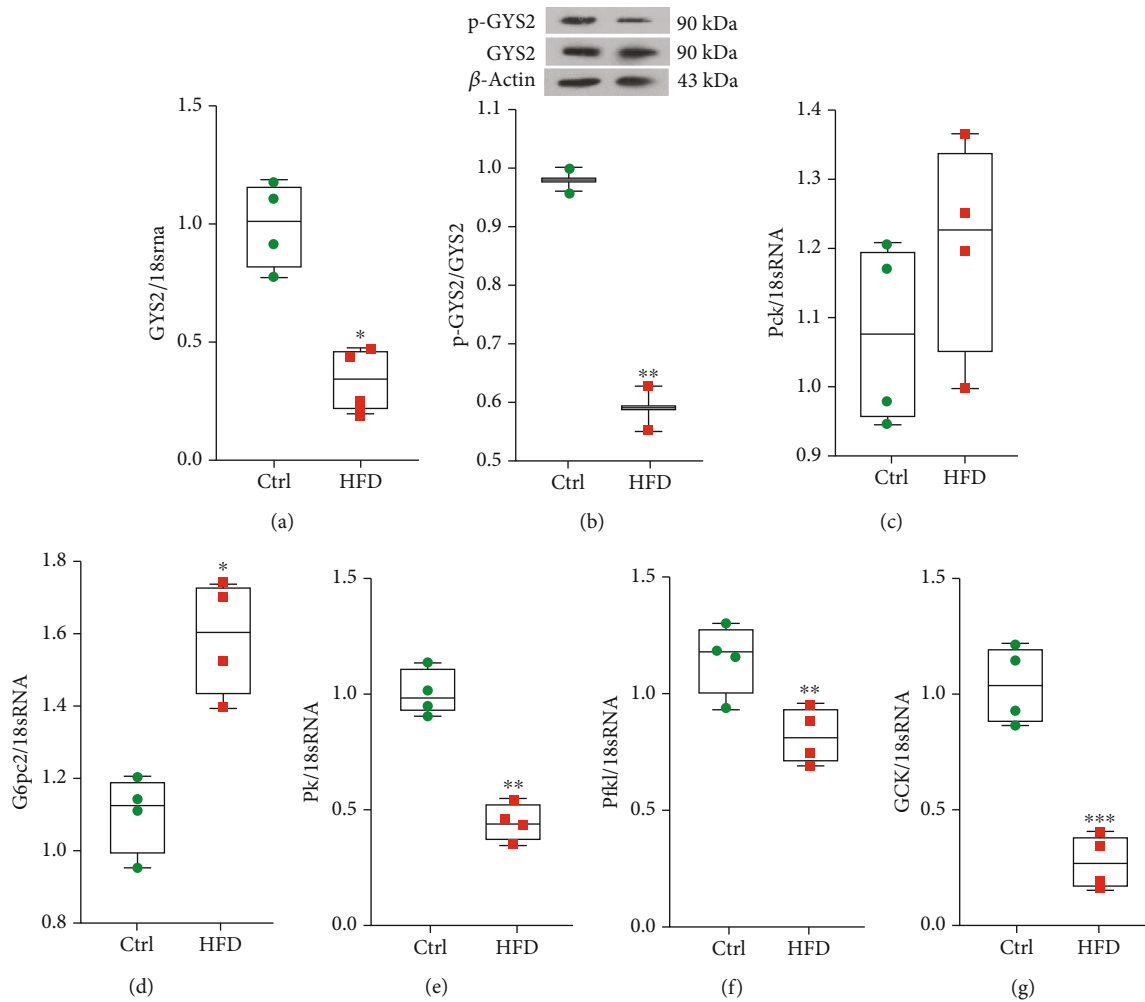 p-GYS2 90 kDa
GYS2 90 kDa
β-Actin 43 kDa
GYS2/18srna
1.5
1.0
0.5
0.0
*
Ctrl HFD
(a)
p-GYS2/GYS2
1.0
0.9
0.8
0.7
0.6
0.5
**
Ctrl HFD
(b)
Pck/18sRNA
1.4
1.3
1.2
1.1
1.0
0.9
Ctrl HFD
(c)
G6pc2/18sRNA
1.8
1.6
1.4
1.2
1.0
0.8
*
Ctrl HFD
(d)
Pk/18sRNA
1.5
1.0
0.5
0.0
**
Ctrl HFD
(e)
Pfkl/18sRNA
1.5
1.0
0.5
0.0
**
Ctrl HFD
(f)
GCK/18sRNA
1.5
1.0
0.5
0.0
***
Ctrl HFD
(g)